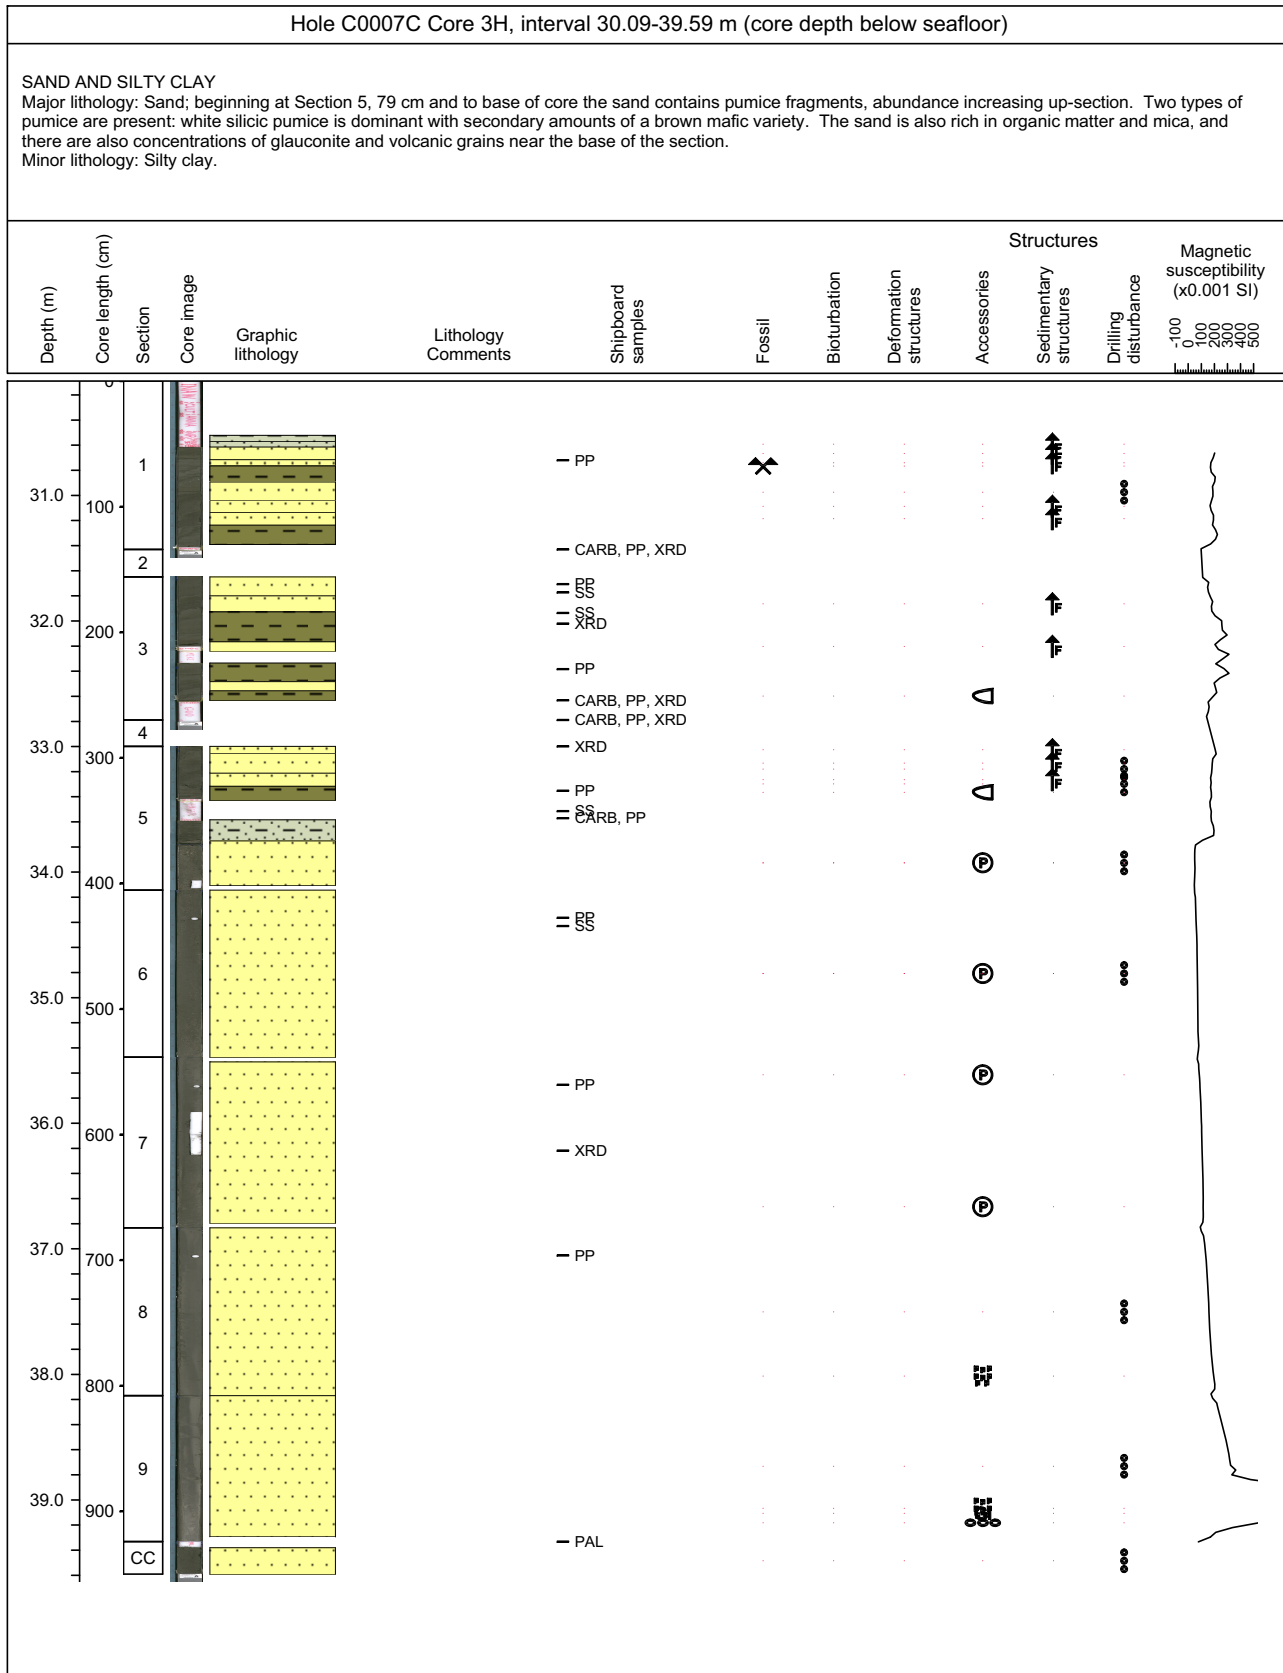 Hole C0007C Core 3H, interval 30.09-39.59 m (core depth below seafloor)
SAND AND SILTY CLAY
Major lithology: Sand; beginning at Section 5, 79 cm and to base of core the sand contains pumice fragments, abundance increasing up-section. Two types of
pumice are present: white silicic pumice is dominant with secondary amounts of a brown mafic variety. The sand is also rich in organic matter and mica, and
there are also concentrations of glauconite and volcanic grains near the base of the section.
Minor lithology: Silty clay.
Depth (m)
Core length (cm)
Section
Core image
Graphic
lithology
Lithology
Comments
Shipboard
samples
Fossil
Bioturbation
Deformation
structures
Structures
Accessories
Sedimentary
structures
Drilling
disturbance
Magnetic
susceptibility
(x0.001 SI)
-100
0
100
200
300
400
500
0
1
PP
31.0
100
CARB, PP, XRD
2
PP
SS
SS
32.0
200
XRD
3
PP
CARB, PP, XRD
CARB, PP, XRD
4
33.0
XRD
300
PP
SS
5
CARB, PP
P
34.0
400
PP
SS
6
P
35.0
500
P
PP
36.0
600
7
XRD
P
37.0
PP
700
8
38.0
800
9
39.0
900
PAL
CC